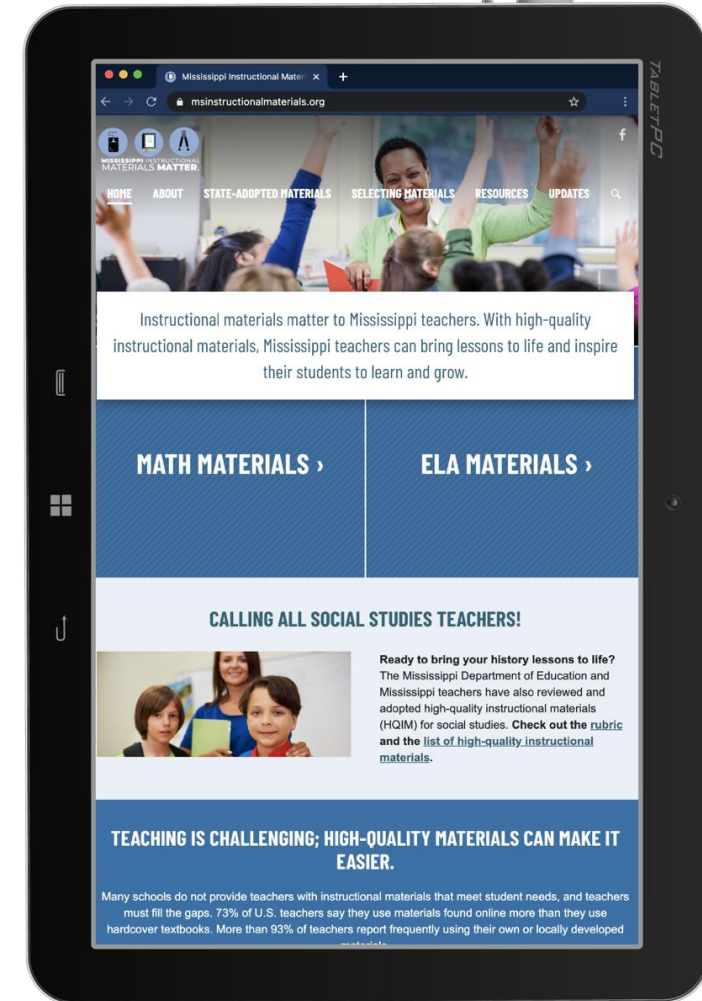 TABLETPC
Mississippi Instructional Mater
msinstructionalmaterials.org
MISSISSIPPI INSTRUCTIONAL
MATERIALS MATTER.
HOME ABOUT STATE-ADOPTED MATERIALS SELECTING MATERIALS RESOURCES UPDATES
Instructional materials matter to Mississippi teachers. With high-quality
instructional materials, Mississippi teachers can bring lessons to life and inspire
their students to learn and grow.
MATH MATERIALS ›
ELA MATERIALS ›
CALLING ALL SOCIAL STUDIES TEACHERS!
Ready to bring your history lessons to life?
The Mississippi Department of Education and
Mississippi teachers have also reviewed and
adopted high-quality instructional materials
(HQIM) for social studies. Check out the rubric
and the list of high-quality instructional
materials.
TEACHING IS CHALLENGING; HIGH-QUALITY MATERIALS CAN MAKE IT
EASIER.
Many schools do not provide teachers with instructional materials that meet student needs, and teachers
must fill the gaps. 73% of U.S. teachers say they use materials found online more than they use
hardcover textbooks. More than 93% of teachers report frequently using their own or locally developed